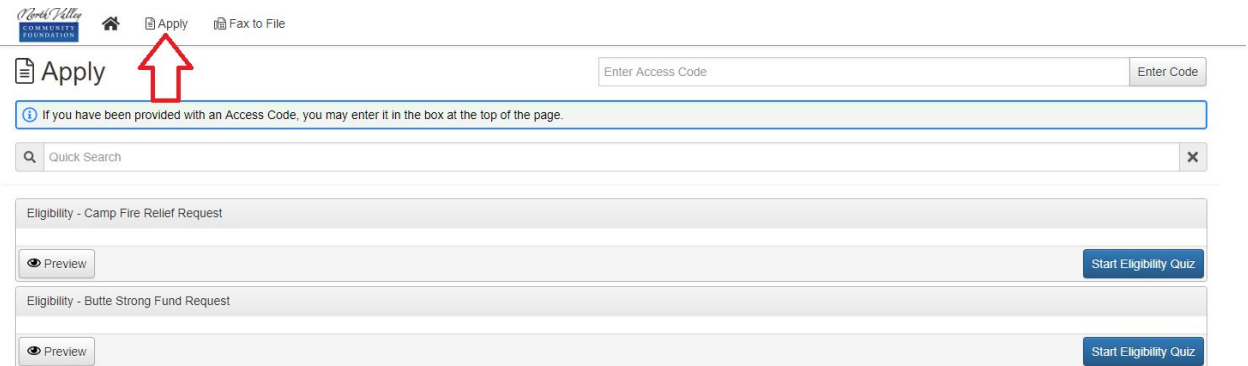 North Valley
COMMUNITY
FOUNDATION
Apply
Fax to File
Apply
Enter Access Code
Enter Code
If you have been provided with an Access Code, you may enter it in the box at the top of the page.
Quick Search
Eligibility - Camp Fire Relief Request
Preview
Start Eligibility Quiz
Eligibility - Butte Strong Fund Request
Preview
Start Eligibility Quiz